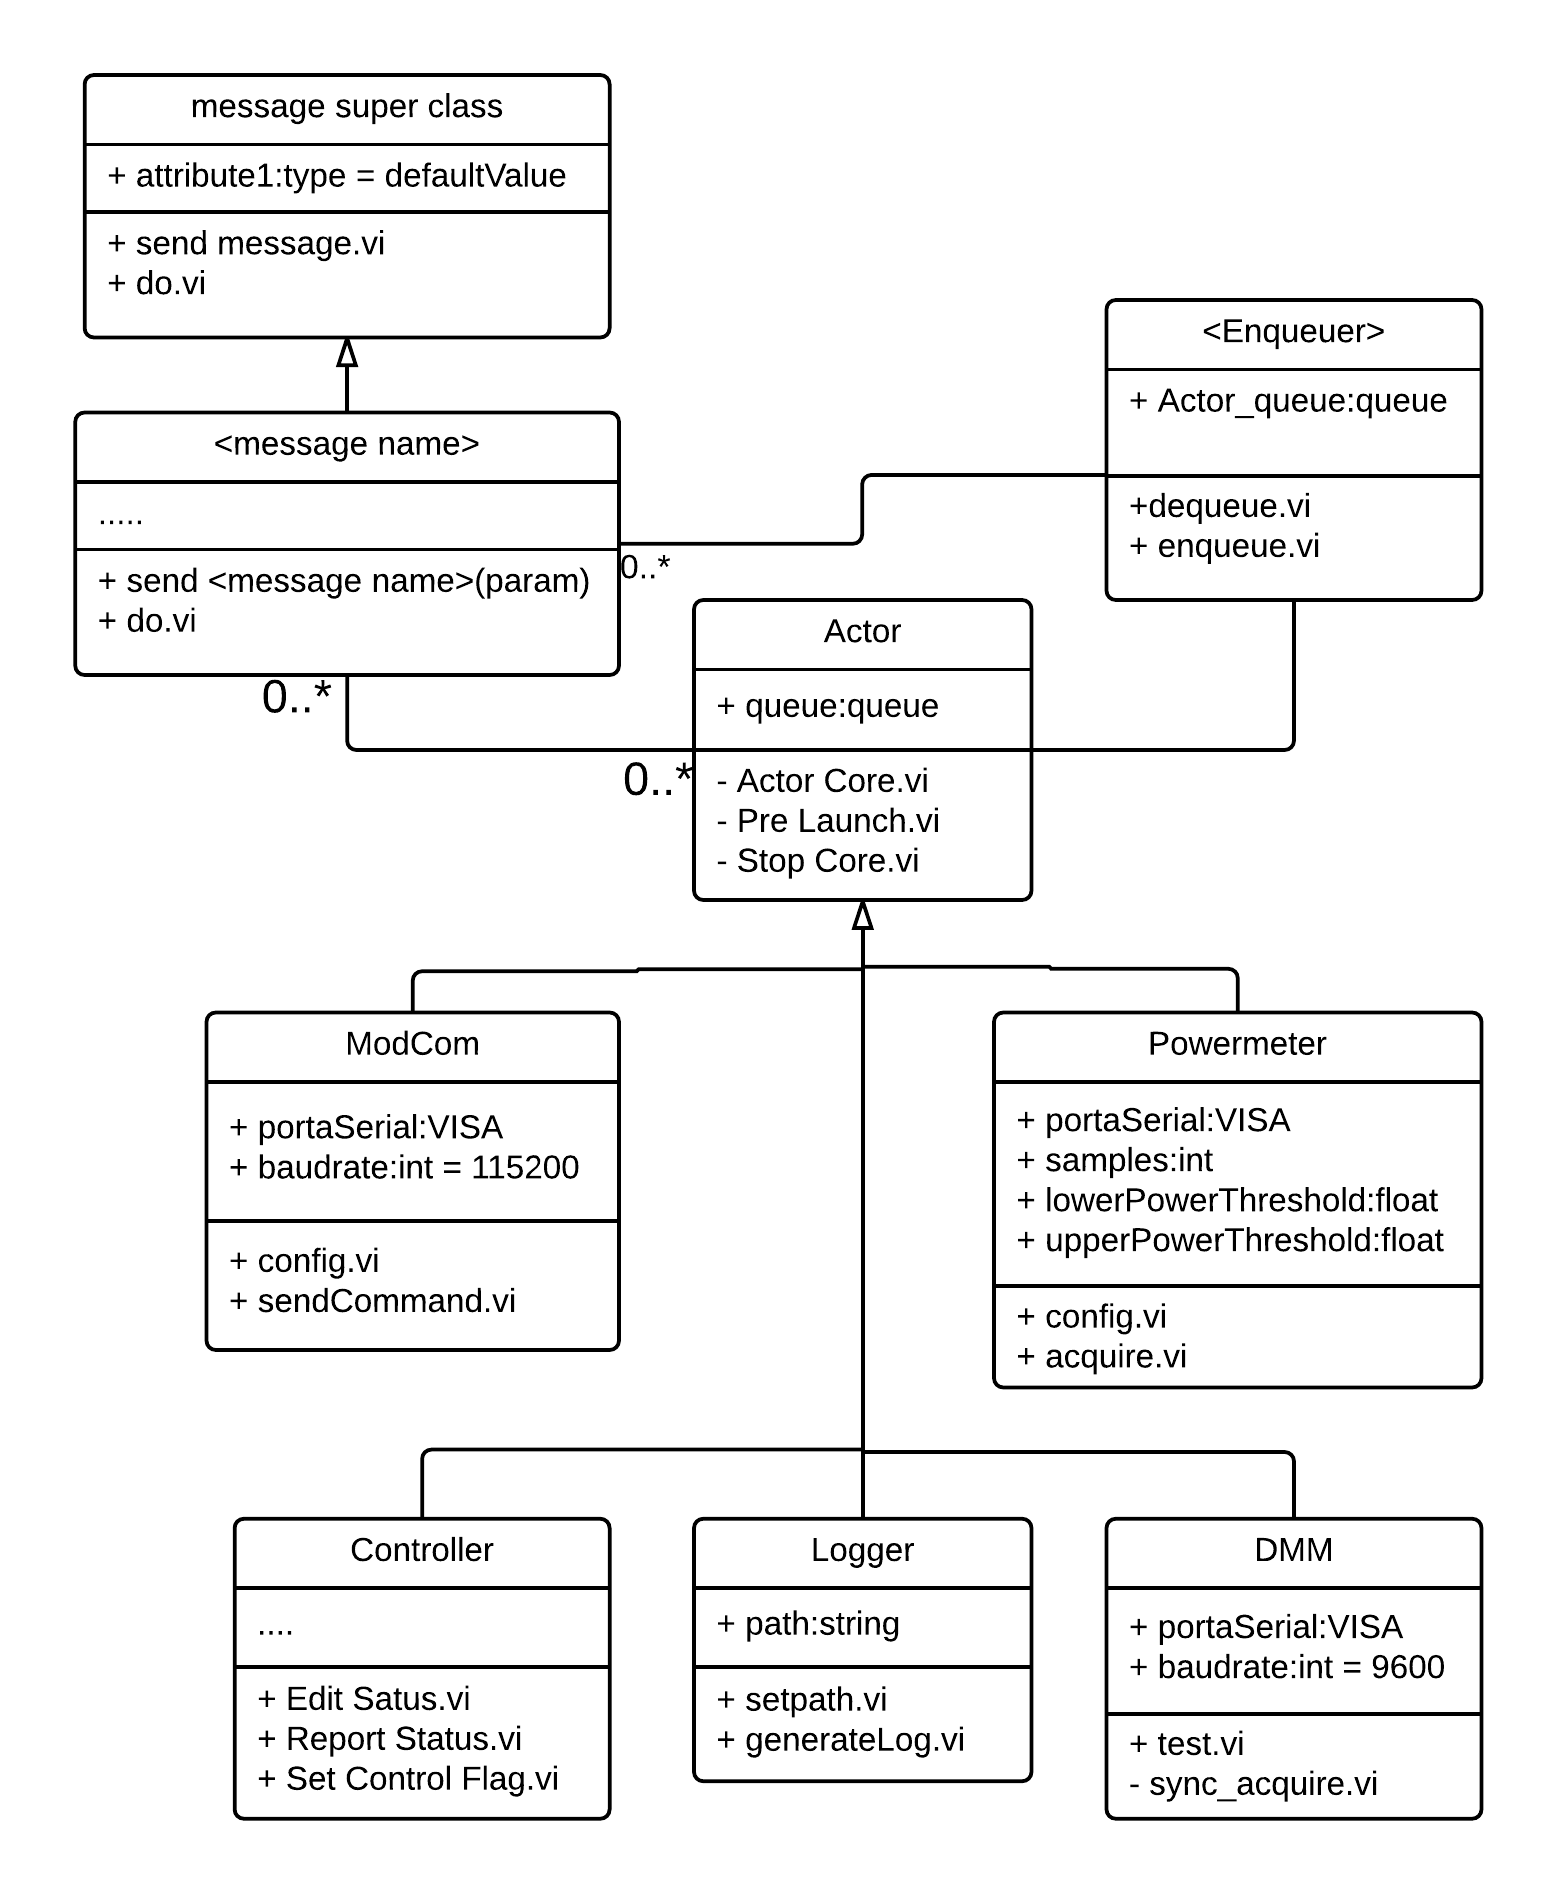 message super class
+ attribute1:type = defaultValue
+ send message.vi
+ do.vi
<Enqueuer>
+ Actor_queue:queue
+dequeue.vi
+ enqueue.vi
<message name>
.....
+ send <message name>(param)
+ do.vi
0..*
0..*
0..*
Actor
+ queue:queue
- Actor Core.vi
- Pre Launch.vi
- Stop Core.vi
ModCom
+ portaSerial:VISA
+ baudrate:int = 115200
+ config.vi
+ sendCommand.vi
Powermeter
+ portaSerial:VISA
+ samples:int
+ lowerPowerThreshold:float
+ upperPowerThreshold:float
+ config.vi
+ acquire.vi
Controller
....
+ Edit Satus.vi
+ Report Status.vi
+ Set Control Flag.vi
Logger
+ path:string
+ setpath.vi
+ generateLog.vi
DMM
+ portaSerial:VISA
+ baudrate:int = 9600
+ test.vi
- sync_acquire.vi